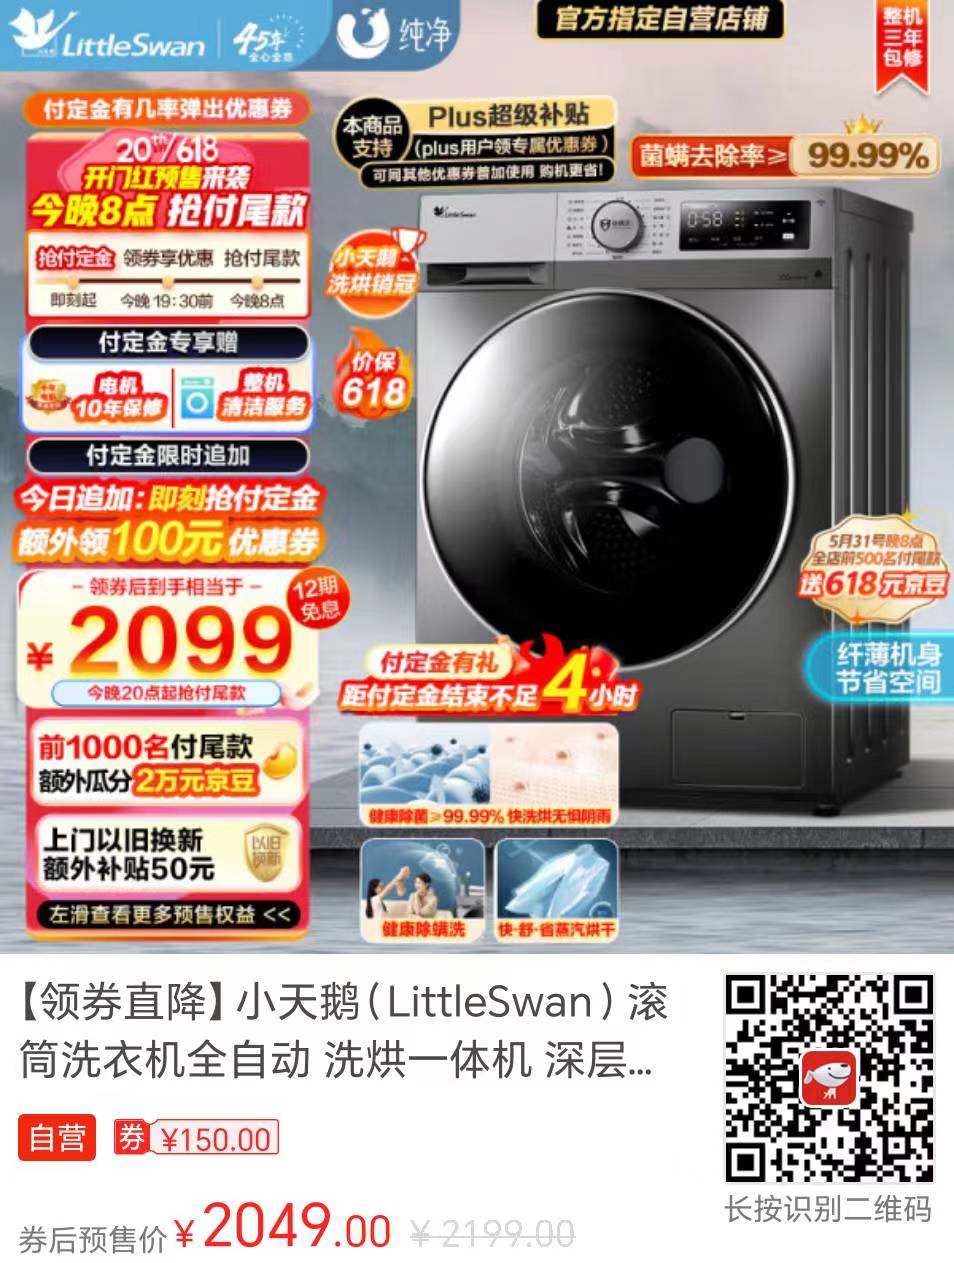 LittleSwan
45年
全心全意
纯净
官方指定自营店铺
整机
三年
包修
付定金有几率弹出优惠券
本商品
支持
Plus超级补贴
(plus用户领专属优惠券)
可同其他优惠券叠加使用 购机更省!
菌螨去除率≥99.99%
20th/618
开门红预售来袭
今晚8点 抢付尾款
抢付定金 领券享优惠 抢付尾款
即刻起 今晚19:30前 今晚8点
付定金专享赠
电机
10年保修
整机
清洁服务
付定金限时追加
今日追加:即刻抢付定金
额外领100元优惠券
小天鹅
洗烘销冠
价保
618
LittleSwan
0:58
- 领券后到手相当于 -
12期
免息
¥2099
今晚20点起抢付尾款
前1000名付尾款
额外瓜分2万元京豆
上门以旧换新
额外补贴50元
以旧
换新
左滑查看更多预售权益 <<
5月31号晚8点
全店前500名付尾款
送618元京豆
纤薄机身
节省空间
付定金有礼
距付定金结束不足4小时
健康除菌≥99.99% 快洗烘无惧阴雨
健康除螨洗
快·舒·省蒸汽烘干
【领券直降】小天鹅(LittleSwan)滚
筒洗衣机全自动 洗烘一体机 深层...
自营
券 ¥150.00
券后预售价 ¥2049.00 ¥2199.00
长按识别二维码